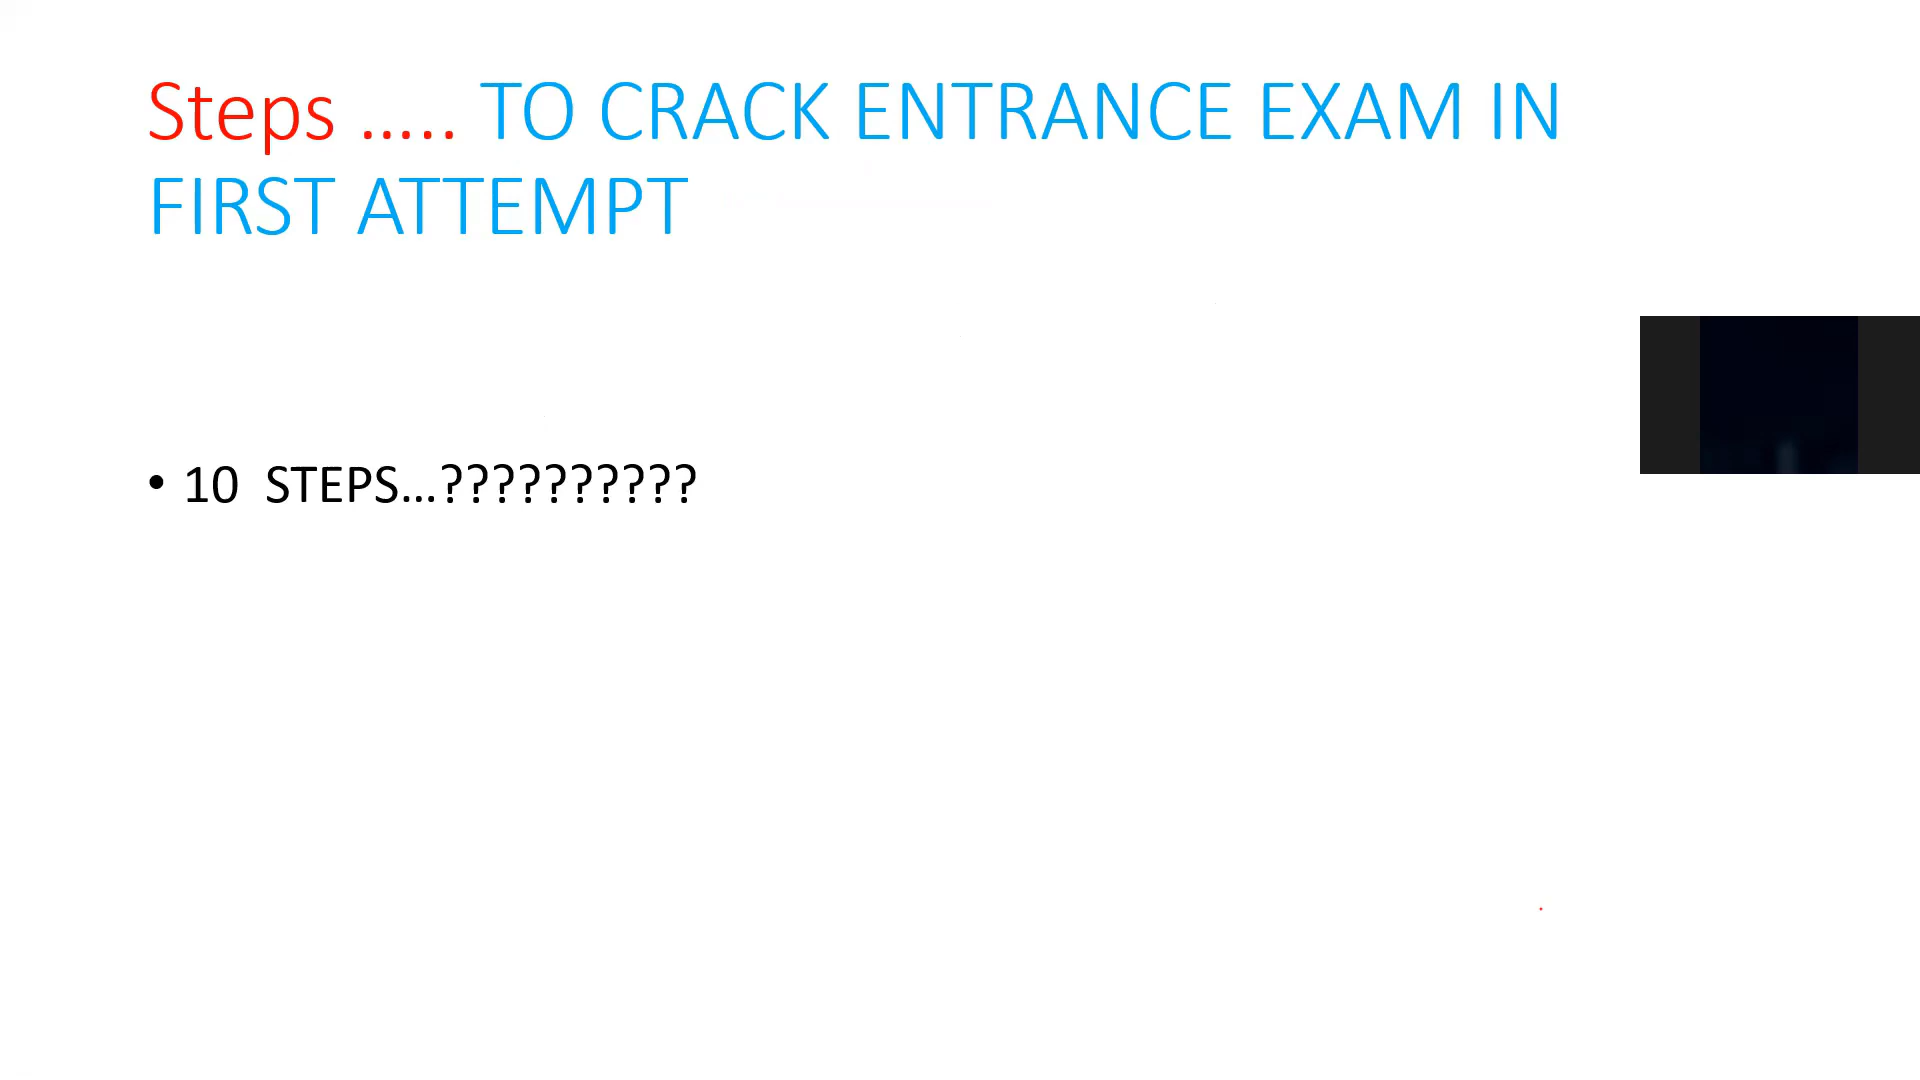 Steps ..... TO CRACK ENTRANCE EXAM IN
FIRST ATTEMPT
• 10  STEPS...??????????